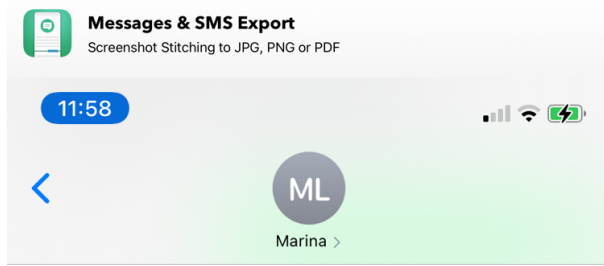 Messages & SMS Export
Screenshot Stitching to JPG, PNG or PDF
11:58
ML
Marina